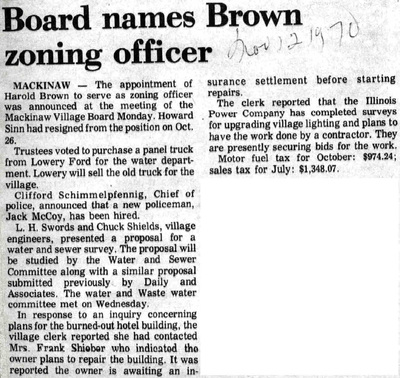 Board names Brown
zoning officer
Nov 12 1970
MACKINAW — The appointment of
Harold Brown to serve as zoning officer
was announced at the meeting of the
Mackinaw Village Board Monday. Howard
Sinn had resigned from the position on Oct.
26.
Trustees voted to purchase a panel truck
from Lowery Ford for the water depart-
ment. Lowery will sell the old truck for the
village.
Clifford Schimmelpfennig, Chief of
police, announced that a new policeman,
Jack McCoy, has been hired.
L. H. Swords and Chuck Shields, village
engineers, presented a proposal for a
water and sewer survey. The proposal will
be studied by the Water and Sewer
Committee along with a similar proposal
submitted previously by Daily and
Associates. The water and Waste water
committee met on Wednesday.
In response to an inquiry concerning
plans for the burned-out hotel building, the
village clerk reported she had contacted
Mrs. Frank Shieber who indicated the
owner plans to repair the building. It was
reported the owner is awaiting an in-
surance settlement before starting
repairs.
The clerk reported that the Illinois
Power Company has completed surveys
for upgrading village lighting and plans to
have the work done by a contractor. They
are presently securing bids for the work.
Motor fuel tax for October: $974.24;
sales tax for July: $1,348.07.